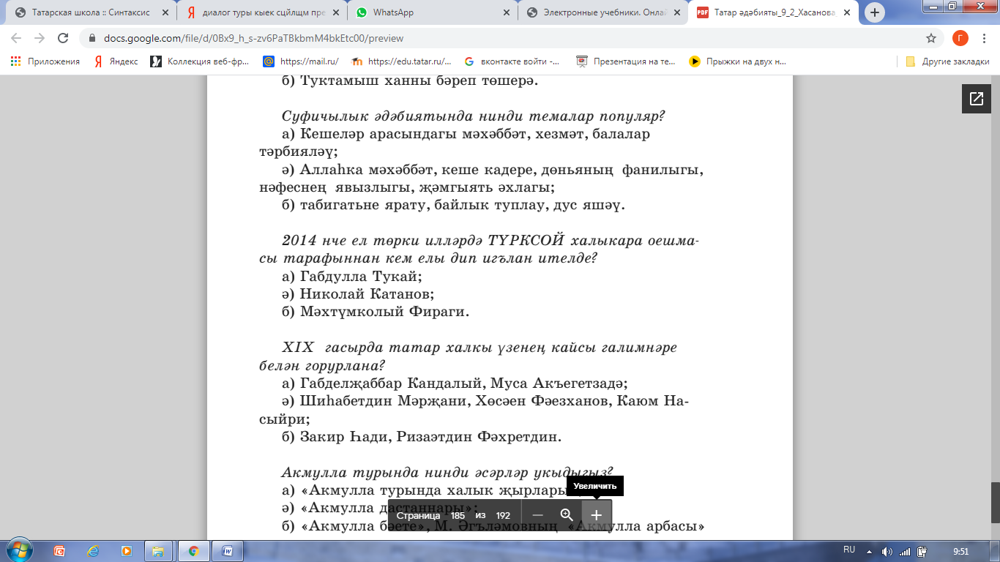 Татарская школа :: Синтаксис
диалог туры кыек сцйлщм пре
WhatsApp
Электронные учебники. Онлай
Татар әдәбияты_9_2_Хасанова,
docs.google.com/file/d/0Bx9_h_s-zv6PaTBkbmM4bkEtc00/preview
Г
Приложения
Яндекс
Коллекция веб-фр...
https://mail.ru/
https://edu.tatar.ru/...
вконтакте войти -...
Презентация на те...
Прыжки на двух н...
Другие закладки
б) Туктамыш ханны бәреп төшерә.
Суфичылык әдәбиятында нинди темалар популяр?
а) Кешеләр арасындагы мәхәббәт, хезмәт, балалар
тәрбияләү;
ә) Аллаһка мәхәббәт, кеше кадере, дөньяның фанилыгы,
нәфеснең явызлыгы, җәмгыять әхлагы;
б) табигатьне ярату, байлык туплау, дус яшәү.
2014 нче ел төрки илләрдә ТҮРКСОЙ халыкара оешма-
сы тарафыннан кем елы дип игълан ителде?
а) Габдулла Тукай;
ә) Николай Катанов;
б) Мәхтүмколый Фираги.
XIX гасырда татар халкы үзенең кайсы галимнәре
белән горурлана?
а) Габделҗаббар Кандалый, Муса Акъегетзадә;
ә) Шиһабетдин Мәрҗани, Хөсәен Фәезханов, Каюм На-
сыйри;
б) Закир Һади, Ризаэтдин Фәхретдин.
Акмулла турында нинди әсәрләр укыдыгыз?
а) «Акмулла турында халык җырлары
Увеличить
ә) «Акмулла дастаннары»;
Страница 185 из 192
б) «Акмулла бәете», М. Әгъләмовның «Акмулла арбасы»
RU
9:51